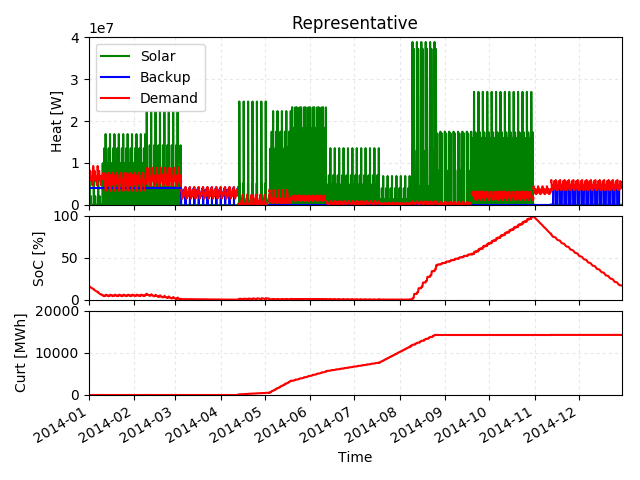 Representative
1e7
4
3
2
1
0
Heat [W]
Solar
Backup
Demand
100
50
0
SoC [%]
20000
10000
0
Curt [MWh]
2014-01
2014-02
2014-03
2014-04
2014-05
2014-06
2014-07
2014-08
2014-09
2014-10
2014-11
2014-12
Time